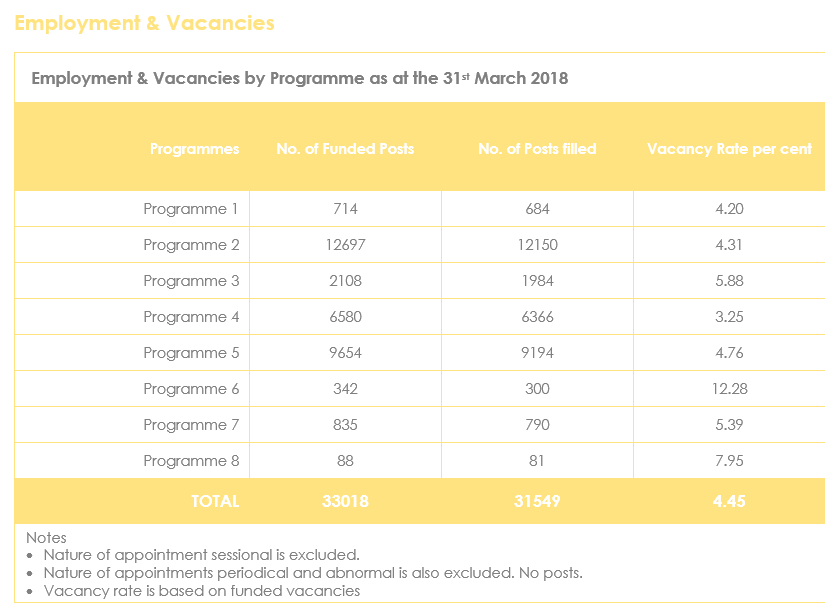 Employment & Vacancies
Employment & Vacancies by Programme as at the 31st March 2018
Programmes No. of Funded Posts No. of Posts filled Vacancy Rate per cent
Programme 1 714 684 4.20
Programme 2 12697 12150 4.31
Programme 3 2108 1984 5.88
Programme 4 6580 6366 3.25
Programme 5 9654 9194 4.76
Programme 6 342 300 12.28
Programme 7 835 790 5.39
Programme 8 88 81 7.95
TOTAL 33018 31549 4.45
Notes
• Nature of appointment sessional is excluded.
• Nature of appointments periodical and abnormal is also excluded. No posts.
• Vacancy rate is based on funded vacancies